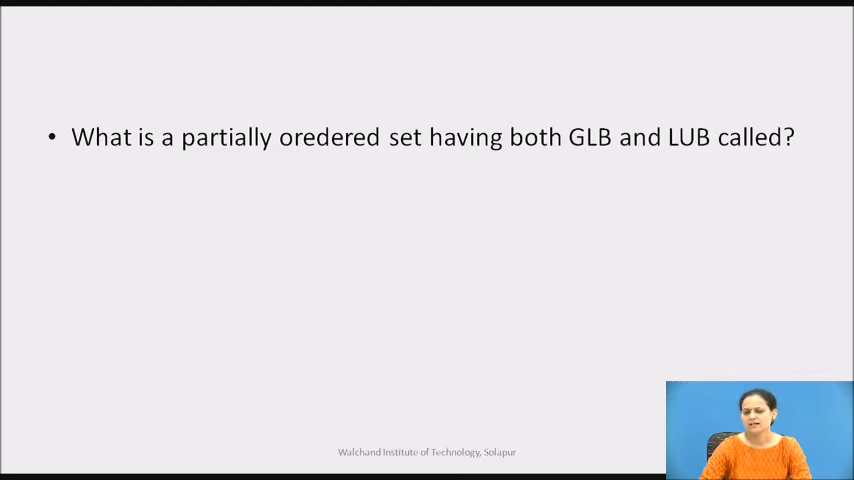 • What is a partially oredered set having both GLB and LUB called?
Walchand Institute of Technology, Solapur